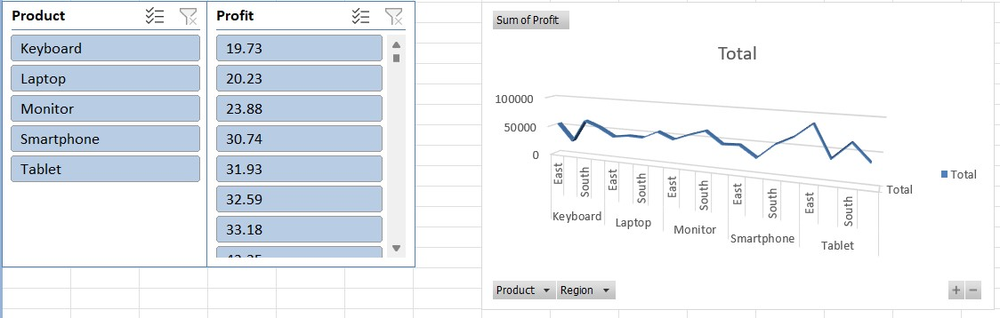 Product
Keyboard
Laptop
Monitor
Smartphone
Tablet
Profit
19.73
20.23
23.88
30.74
31.93
32.59
33.18
Sum of Profit
Total
100000
50000
0
East
South
East
South
East
South
East
South
East
South
Keyboard
Laptop
Monitor
Smartphone
Tablet
Total
Total
Product
Region